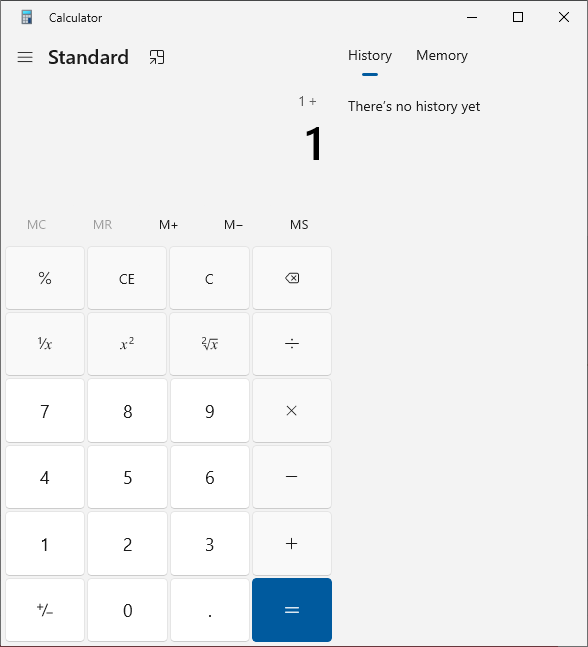 Calculator
Standard
History Memory
1 +
1
There's no history yet
MC MR M+ M− MS
% CE C
¹⁄x x² ²√x ÷
7 8 9 ×
4 5 6 −
1 2 3 +
+/− 0 . =